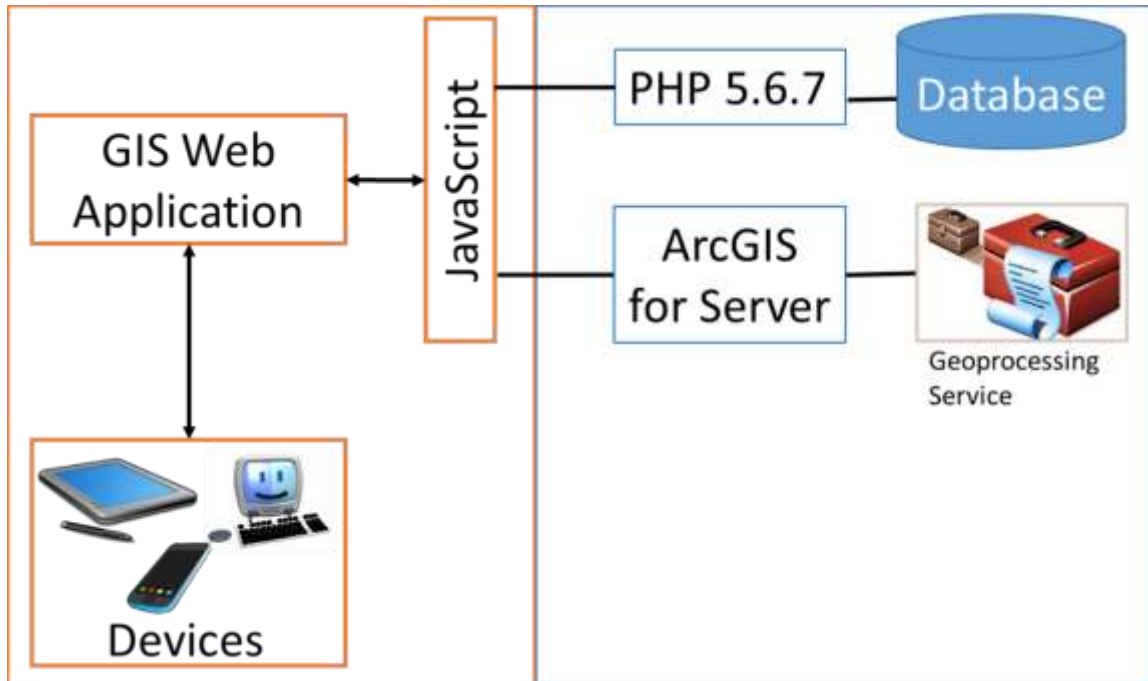 GIS Web
Application
JavaScript
PHP 5.6.7
Database
ArcGIS
for Server
Geoprocessing
Service
Devices